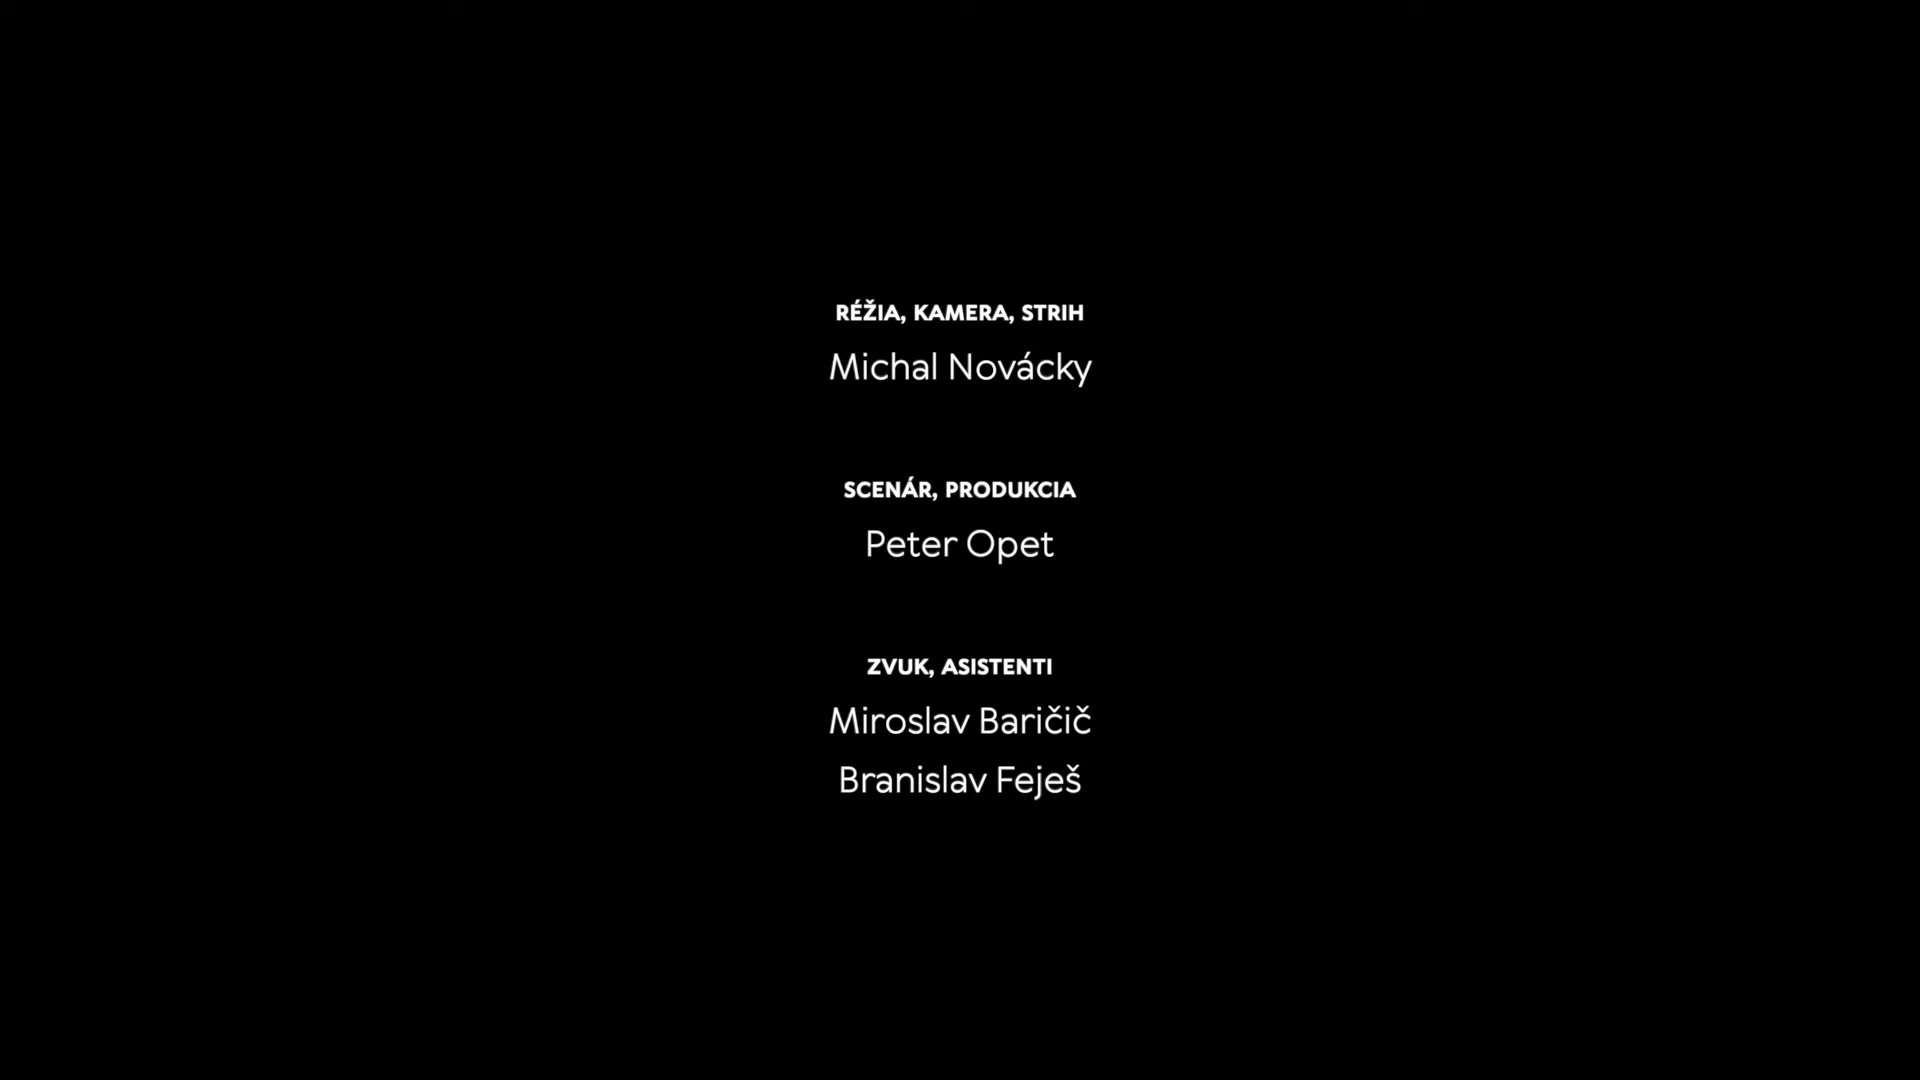 RÉŽIA, KAMERA, STRIH
Michal Novácky
SCENÁR, PRODUKCIA
Peter Opet
ZVUK, ASISTENTI
Miroslav Baričič
Branislav Feješ